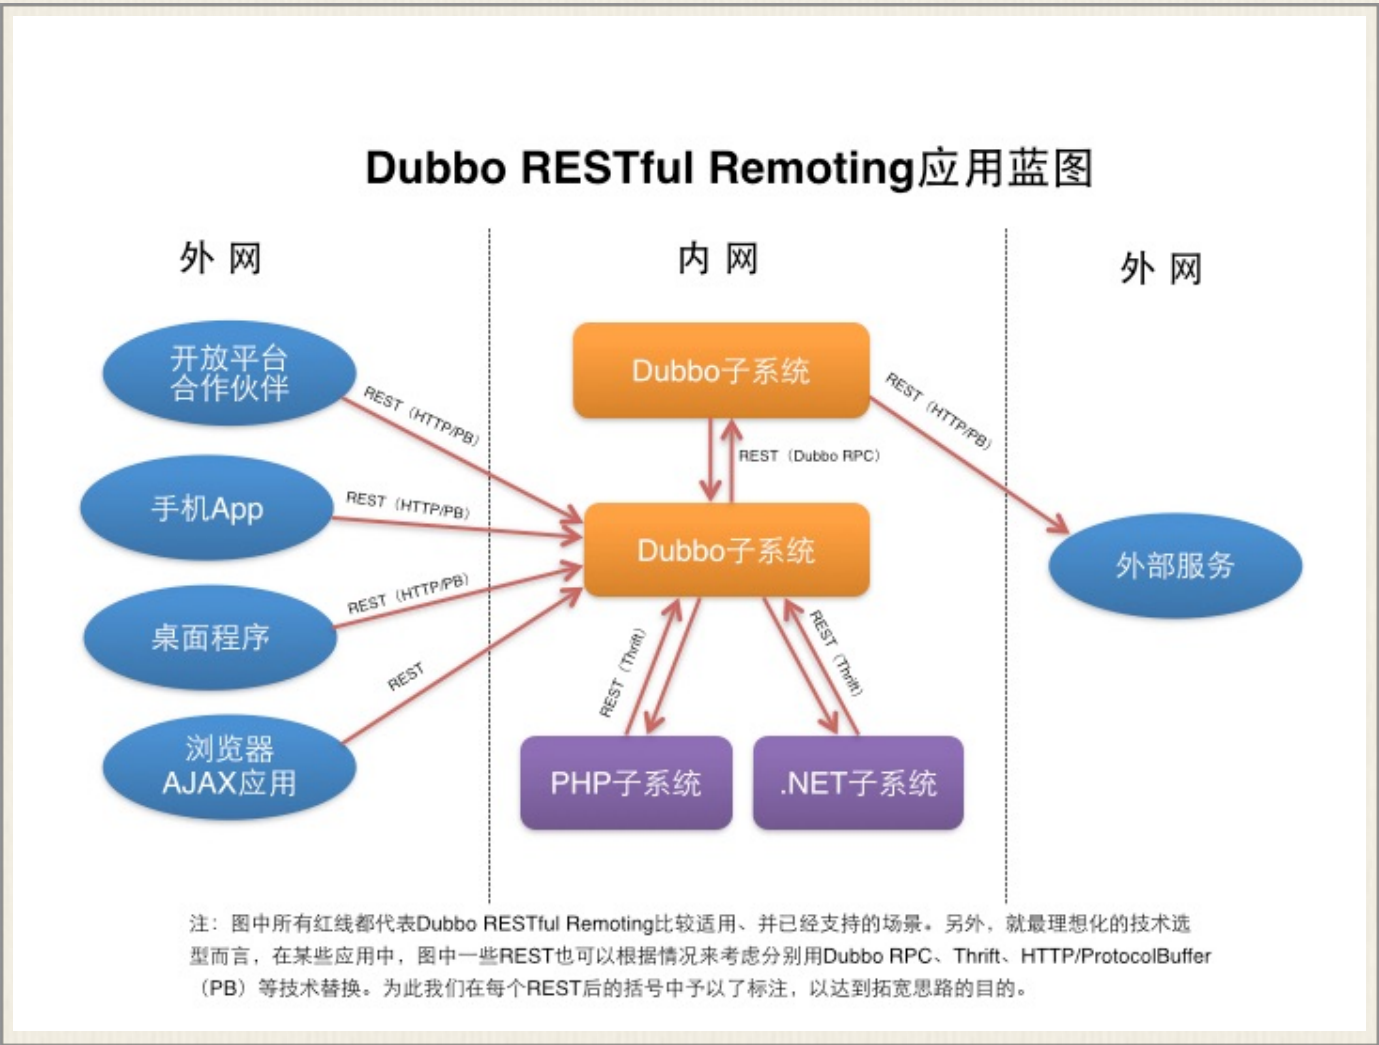 Dubbo RESTful Remoting应用蓝图
外 网
内 网
外 网
开放平台
合作伙伴
REST（HTTP/PB）
手机App
REST（HTTP/PB）
桌面程序
REST（HTTP/PB）
浏览器
AJAX应用
REST
Dubbo子系统
REST（Dubbo RPC）
Dubbo子系统
REST（Thrift）
REST（Thrift）
PHP子系统
.NET子系统
REST（HTTP/PB）
外部服务
注：图中所有红线都代表Dubbo RESTful Remoting比较适用、并已经支持的场景。另外，就最理想化的技术选
型而言，在某些应用中，图中一些REST也可以根据情况来考虑分别用Dubbo RPC、Thrift、HTTP/ProtocolBuffer
（PB）等技术替换。为此我们在每个REST后的括号中予以了标注，以达到拓宽思路的目的。